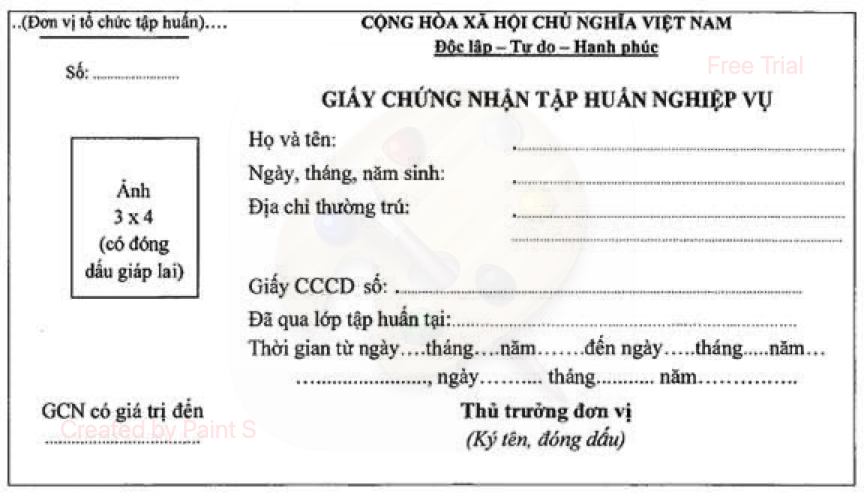 ..(Đơn vị tổ chức tập huấn)....
CỘNG HÒA XÃ HỘI CHỦ NGHĨA VIỆT NAM
Độc lập – Tự do – Hạnh phúc
Free Trial
Số: ........................
GIẤY CHỨNG NHẬN TẬP HUẤN NGHIỆP VỤ
Ảnh
3 x 4
(có đóng
dấu giáp lai)
Họ và tên: ........................
Ngày, tháng, năm sinh: ........................
Địa chỉ thường trú: ........................
........................
Giấy CCCD số: ........................
Đã qua lớp tập huấn tại:........................
Thời gian từ ngày....tháng....năm.......đến ngày.....tháng.....năm...
........................, ngày.......... tháng........... năm...............
GCN có giá trị đến
........................
Created by Paint S
Thủ trưởng đơn vị
(Ký tên, đóng dấu)